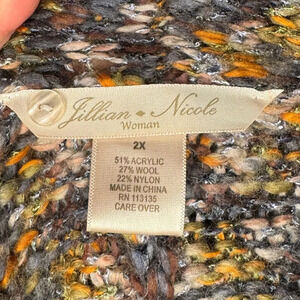 Jillian ♦ Nicole
Woman
2X
51% ACRYLIC
27% WOOL
22% NYLON
MADE IN CHINA
RN 113135
CARE OVER